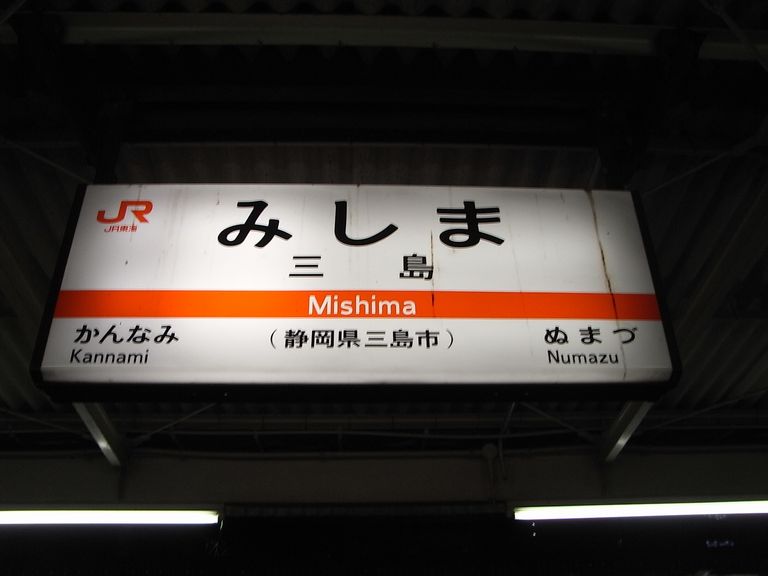 JR
JR東海
みしま
三島
Mishima
かんなみ
Kannami
(静岡県三島市)
ぬまづ
Numazu